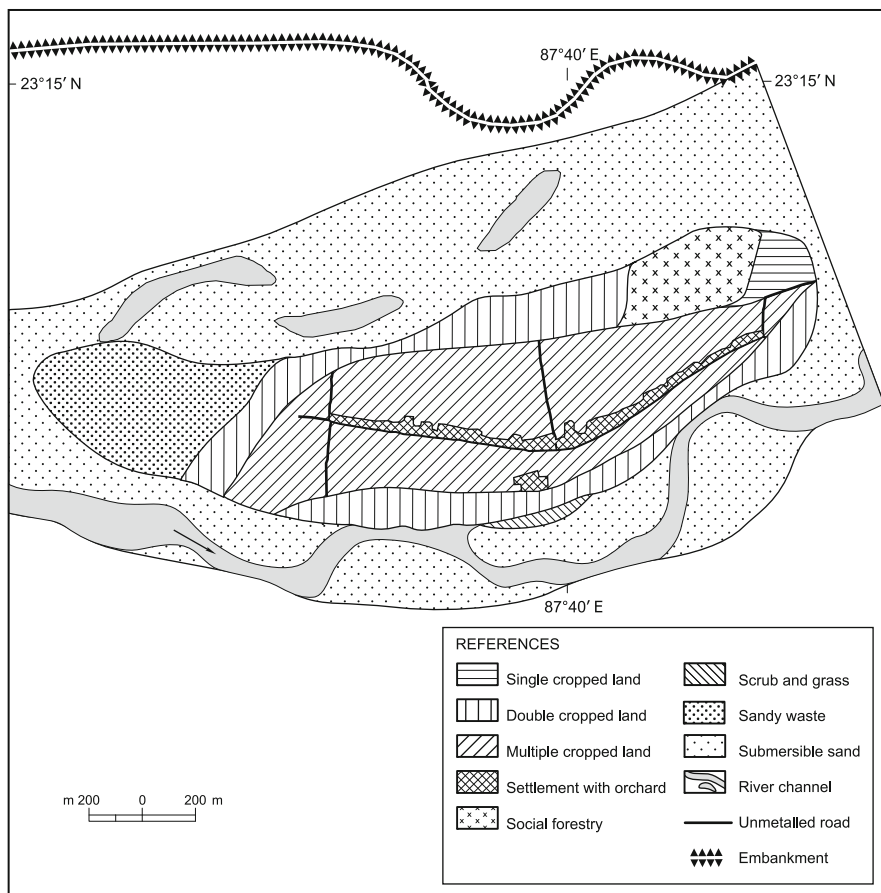 87°40′ E
23°15′ N
23°15′ N
87°40′ E
REFERENCES
Single cropped land
Double cropped land
Multiple cropped land
Settlement with orchard
Social forestry
Scrub and grass
Sandy waste
Submersible sand
River channel
Unmetalled road
Embankment
m 200 0 200 m